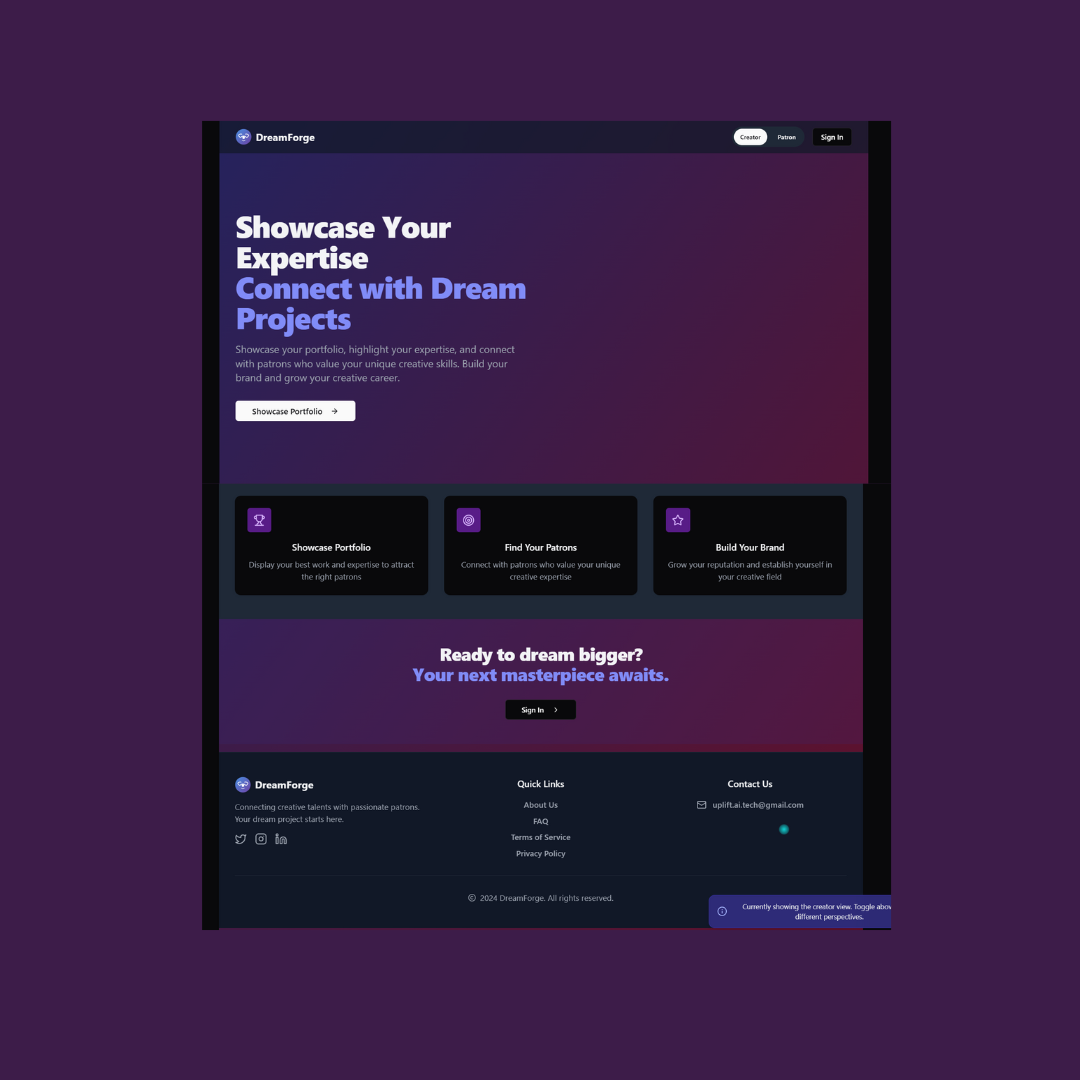 DreamForge
Creator
Patron
Sign In
Showcase Your
Expertise
Connect with Dream
Projects
Showcase your portfolio, highlight your expertise, and connect
with patrons who value your unique creative skills. Build your
brand and grow your creative career.
Showcase Portfolio
Showcase Portfolio
Display your best work and expertise to attract
the right patrons
Find Your Patrons
Connect with patrons who value your unique
creative expertise
Build Your Brand
Grow your reputation and establish yourself in
your creative field
Ready to dream bigger?
Your next masterpiece awaits.
Sign In
DreamForge
Connecting creative talents with passionate patrons.
Your dream project starts here.
Quick Links
About Us
FAQ
Terms of Service
Privacy Policy
Contact Us
uplift.ai.tech@gmail.com
© 2024 DreamForge. All rights reserved.
Currently showing the creator view. Toggle
different perspectives.